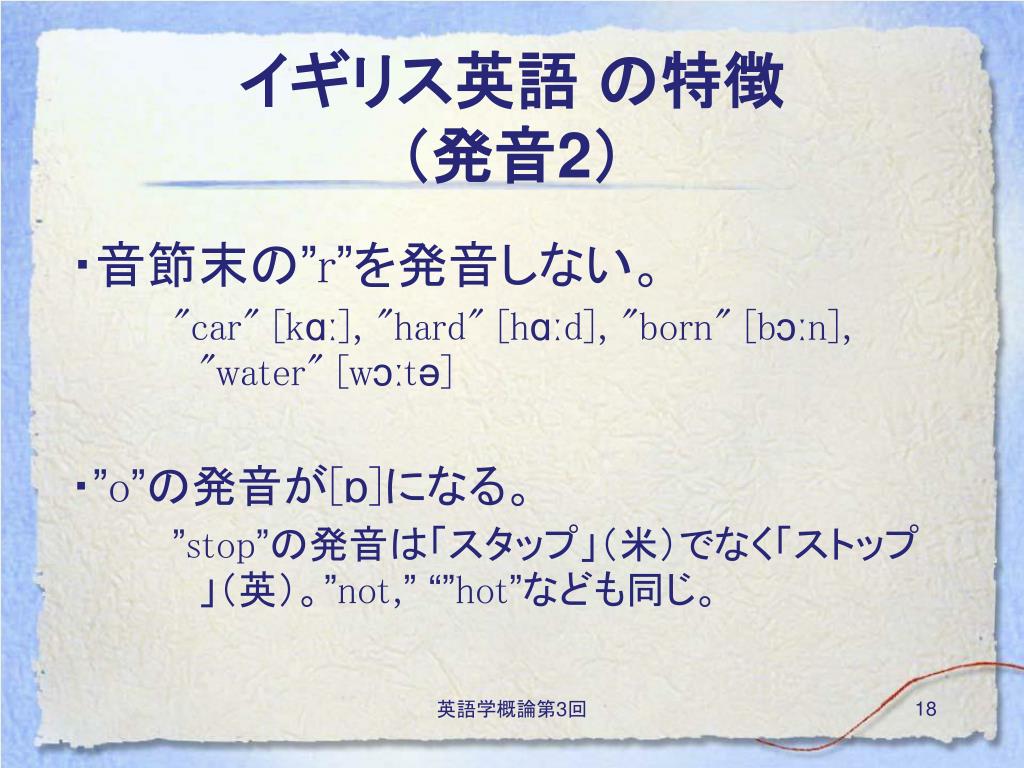 イギリス英語 の特徴
（発音2）
・音節末の”r”を発音しない。
"car" [kɑː], "hard" [hɑːd], "born" [bɔːn],
"water" [wɔːtə]
・”o”の発音が[ɒ]になる。
”stop”の発音は「スタップ」（米）でなく「ストップ
」（英）。”not,” “”hot”なども同じ。
英語学概論第3回
18